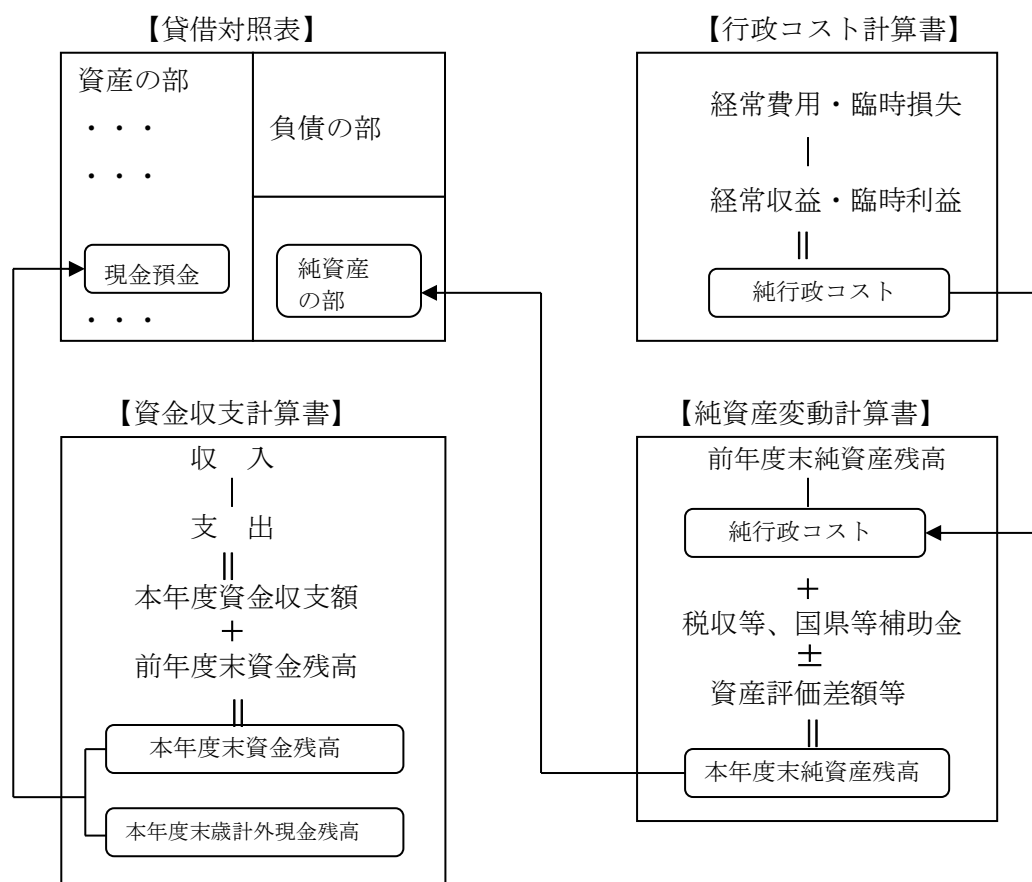 【貸借対照表】
資産の部
・・・
・・・
現金預金
・・・
負債の部
純資産
の部
【行政コスト計算書】
経常費用・臨時損失
―
経常収益・臨時利益
||
純行政コスト
【資金収支計算書】
収　入
―
支　出
||
本年度資金収支額
＋
前年度末資金残高
||
本年度末資金残高
本年度末歳計外現金残高
【純資産変動計算書】
前年度末純資産残高
―
純行政コスト
＋
税収等、国県等補助金
±
資産評価差額等
||
本年度末純資産残高